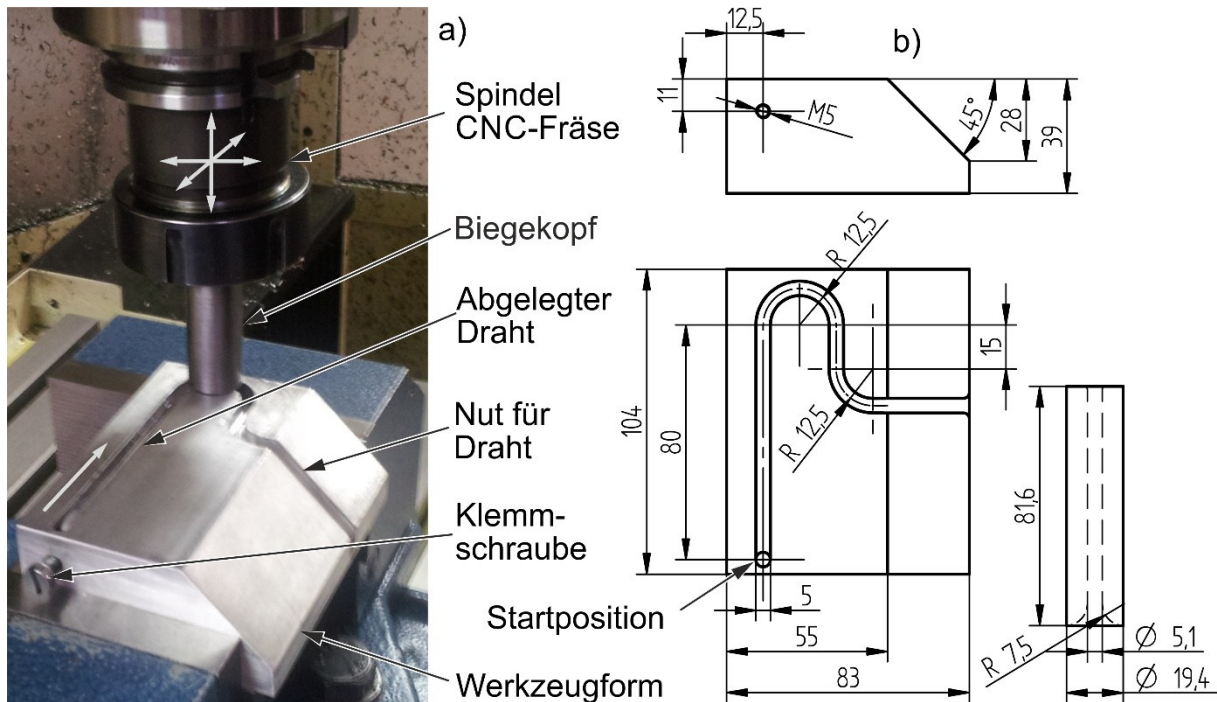 a)
Spindel
CNC-Fräse
Biegekopf
Abgelegter
Draht
Nut für
Draht
Klemm-
schraube
Startposition
Werkzeugform
b)
12,5
11
M5
45°
28
39
R 12,5
15
104
80
R 12,5
5
55
83
81,6
R 7,5
Ø 5,1
Ø 19,4